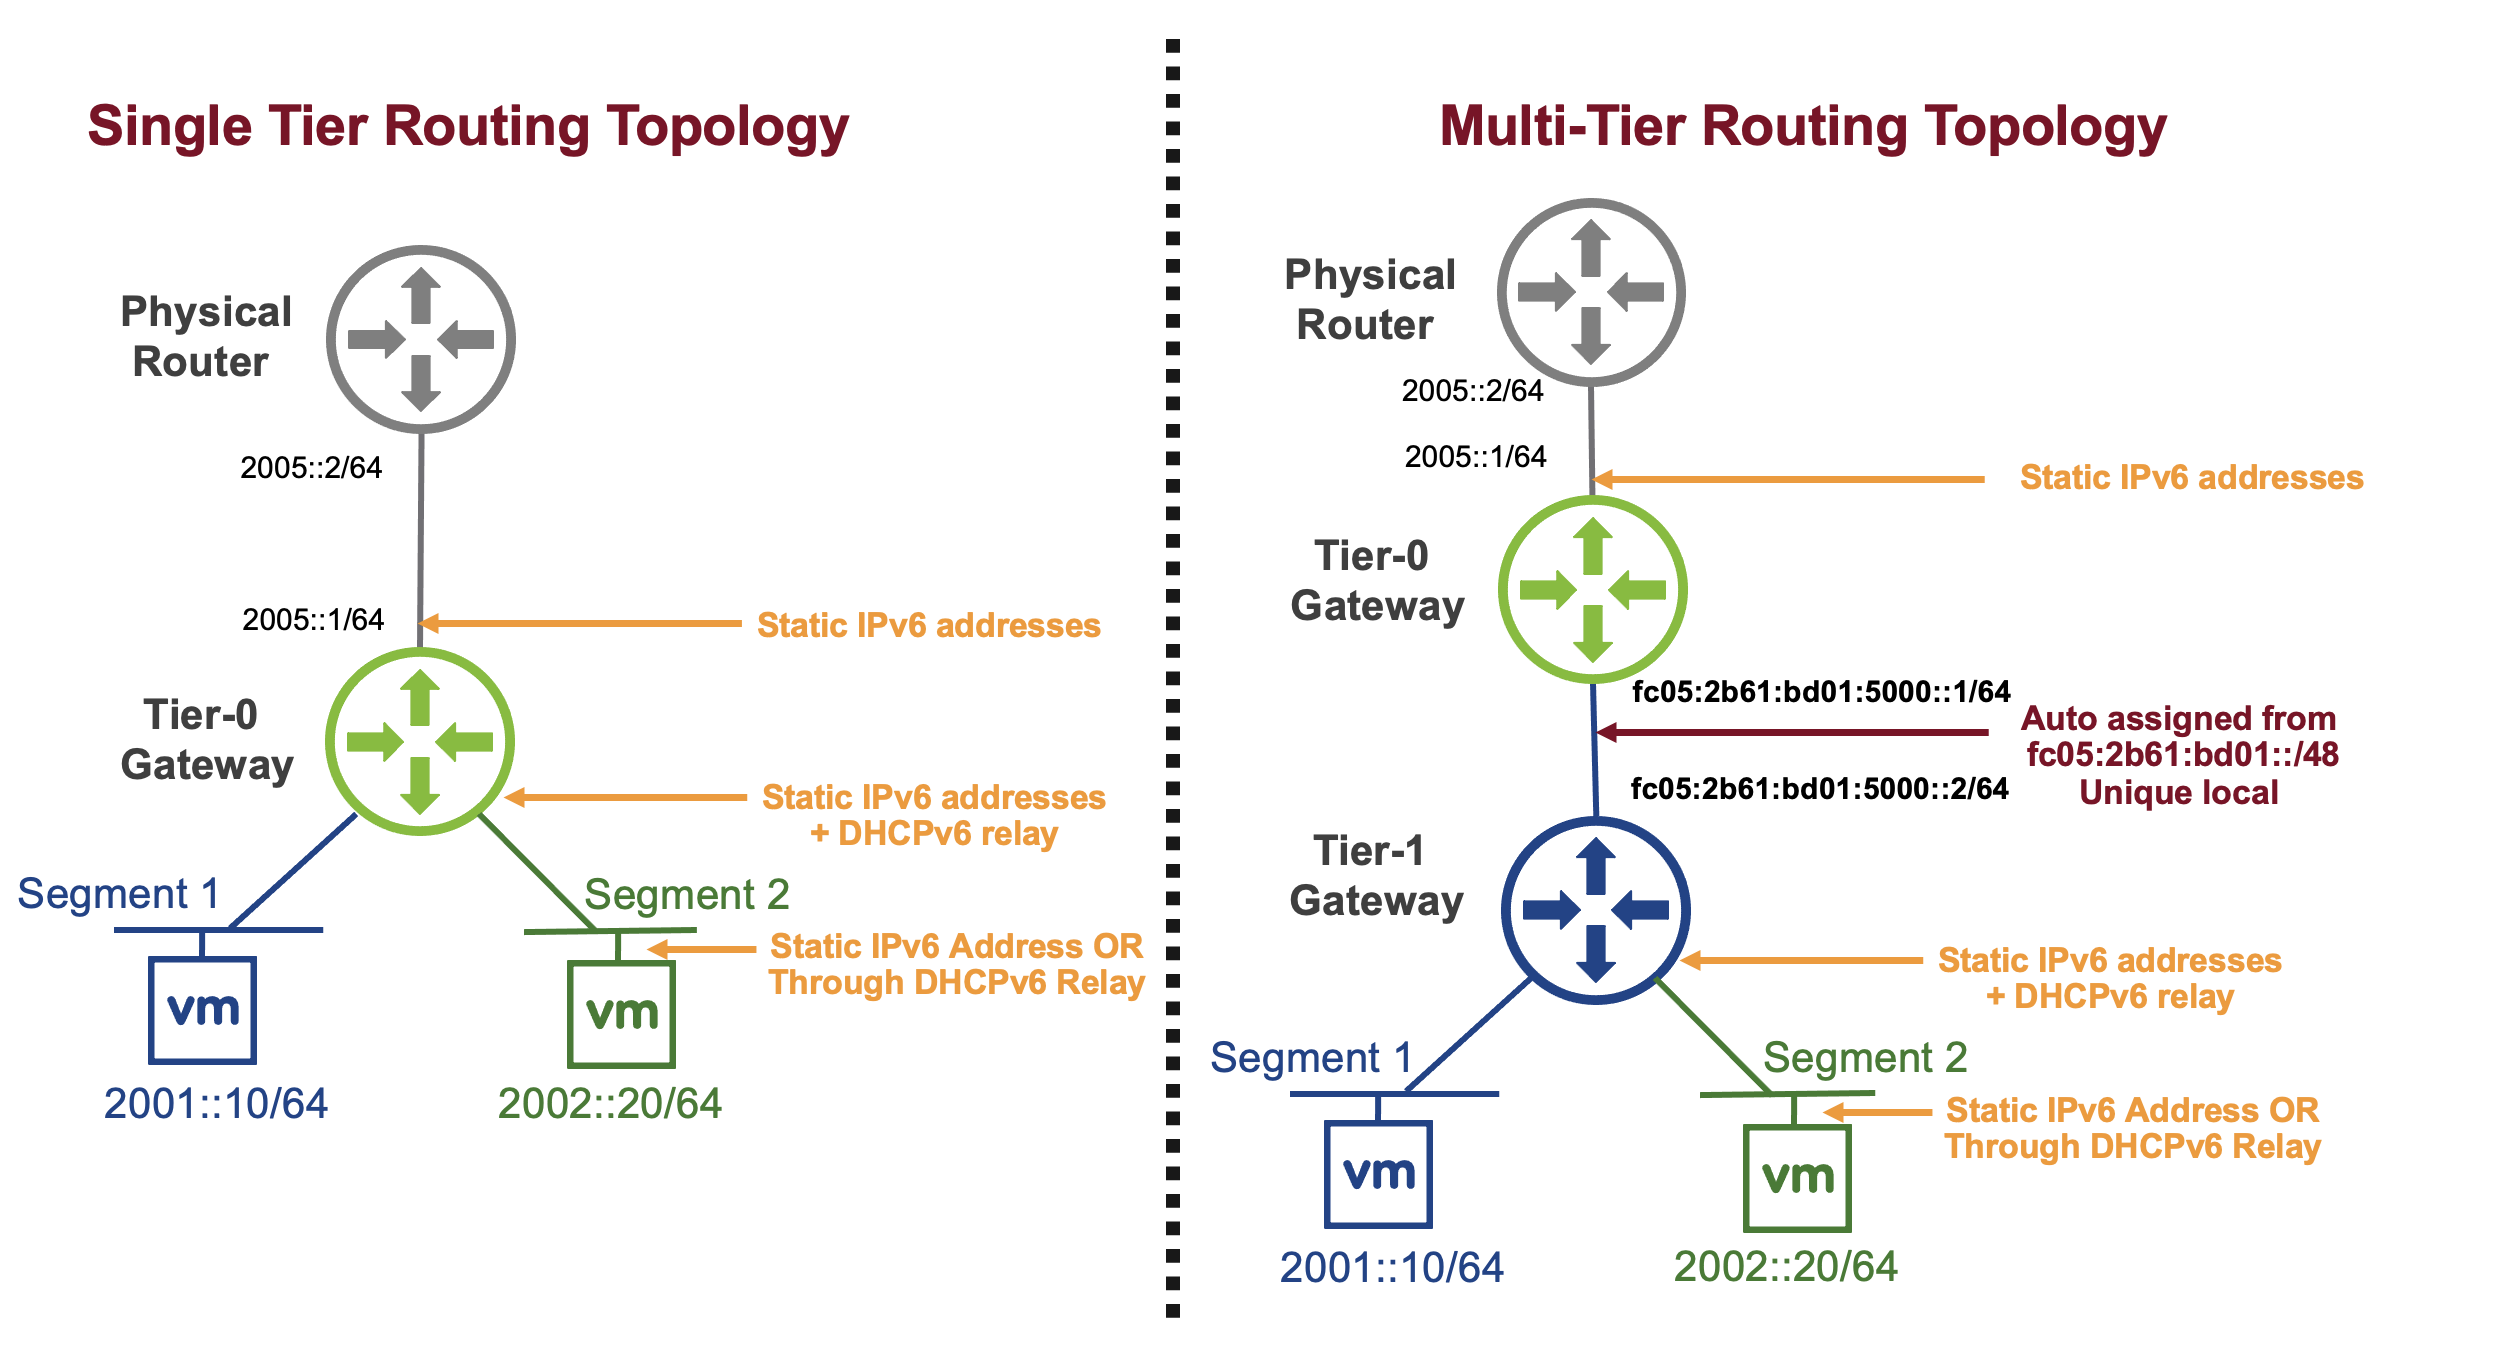 Single Tier Routing Topology
Physical
Router
2005::2/64
2005::1/64
Static IPv6 addresses
Tier-0
Gateway
Static IPv6 addresses
+ DHCPv6 relay
Segment 1
Segment 2
Static IPv6 Address OR
Through DHCPv6 Relay
vm
vm
2001::10/64
2002::20/64
Multi-Tier Routing Topology
Physical
Router
2005::2/64
2005::1/64
Static IPv6 addresses
Tier-0
Gateway
fc05:2b61:bd01:5000::1/64
Auto assigned from
fc05:2b61:bd01::/48
Unique local
fc05:2b61:bd01:5000::2/64
Tier-1
Gateway
Static IPv6 addresses
+ DHCPv6 relay
Segment 1
Segment 2
Static IPv6 Address OR
Through DHCPv6 Relay
vm
vm
2001::10/64
2002::20/64